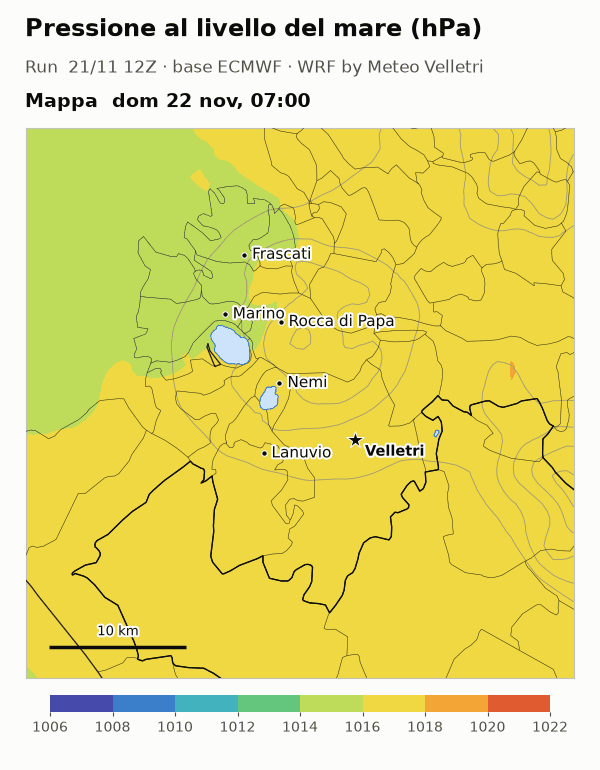 Pressione al livello del mare (hPa)
Run  21/11 12Z · base ECMWF · WRF by Meteo Velletri
Mappa  dom 22 nov, 07:00
Frascati
Marino
Rocca di Papa
Nemi
Velletri
Lanuvio
10 km
1006 1008 1010 1012 1014 1016 1018 1020 1022